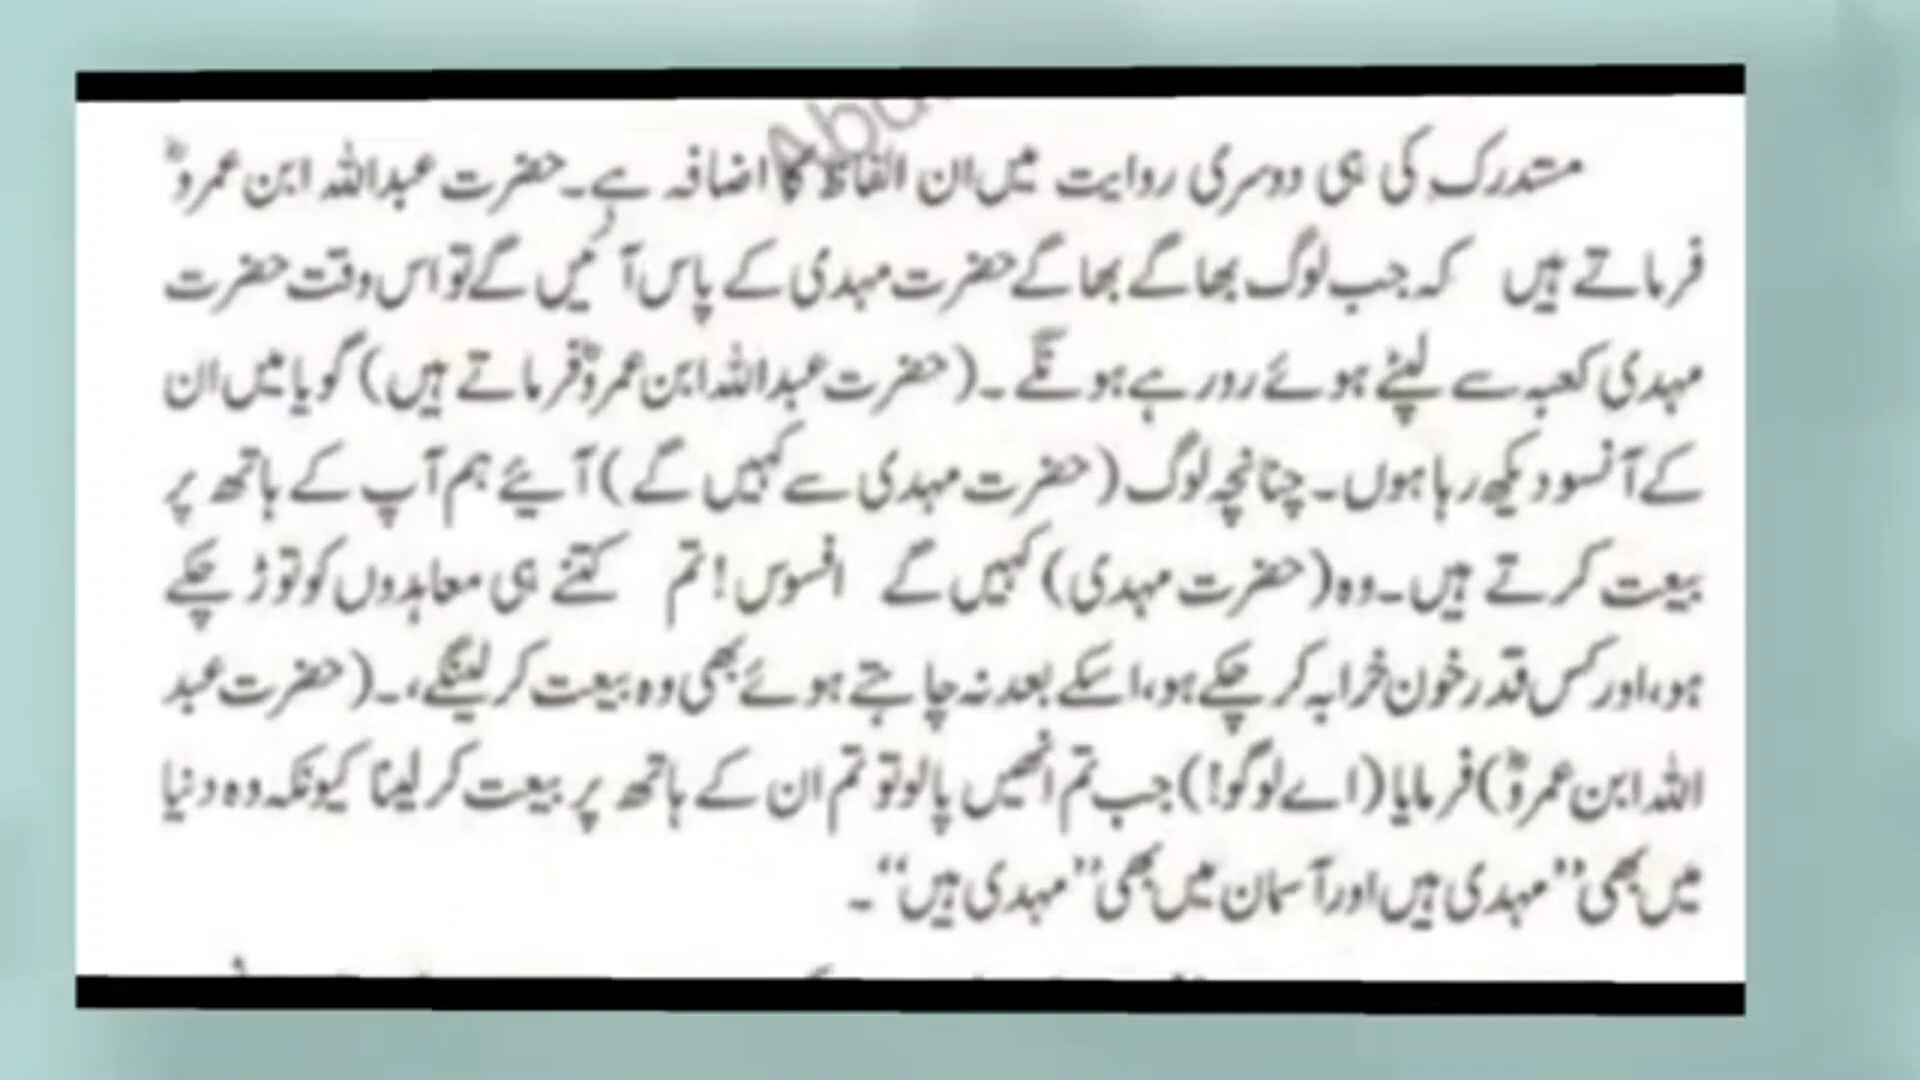 Abu
متدرک کی ہی دوسری روایت میں ان الفاظ کا اضافہ ہے۔ حضرت عبداللہ ابن عمروؓ
فرماتے ہیں کہ جب لوگ بھاگے بھاگے حضرت مہدی کے پاس آئیں گے تو اس وقت حضرت
مہدی کعبہ سے لپٹے ہوئے رو رہے ہونگے۔ (حضرت عبداللہ ابن عمروؓ فرماتے ہیں) گویا میں ان
کے آنسو دیکھ رہا ہوں۔ چنانچہ لوگ (حضرت مہدی سے کہیں گے) آیئے ہم آپ کے ہاتھ پر
بیعت کرتے ہیں۔ وہ (حضرت مہدی) کہیں گے افسوس! تم کتنے ہی معاہدوں کو توڑ چکے
ہو، اور کس قدر خون خرابہ کر چکے ہو، اسکے بعد نہ چاہتے ہوئے بھی وہ بیعت کر لینگے،۔ (حضرت عبد
اللہ ابن عمروؓ) فرمایا (اے لوگو!) جب تم انھیں پالو تو تم ان کے ہاتھ پر بیعت کر لینا کیونکہ وہ دنیا
میں بھی ”مہدی ہیں اور آسمان میں بھی ”مہدی ہیں“۔